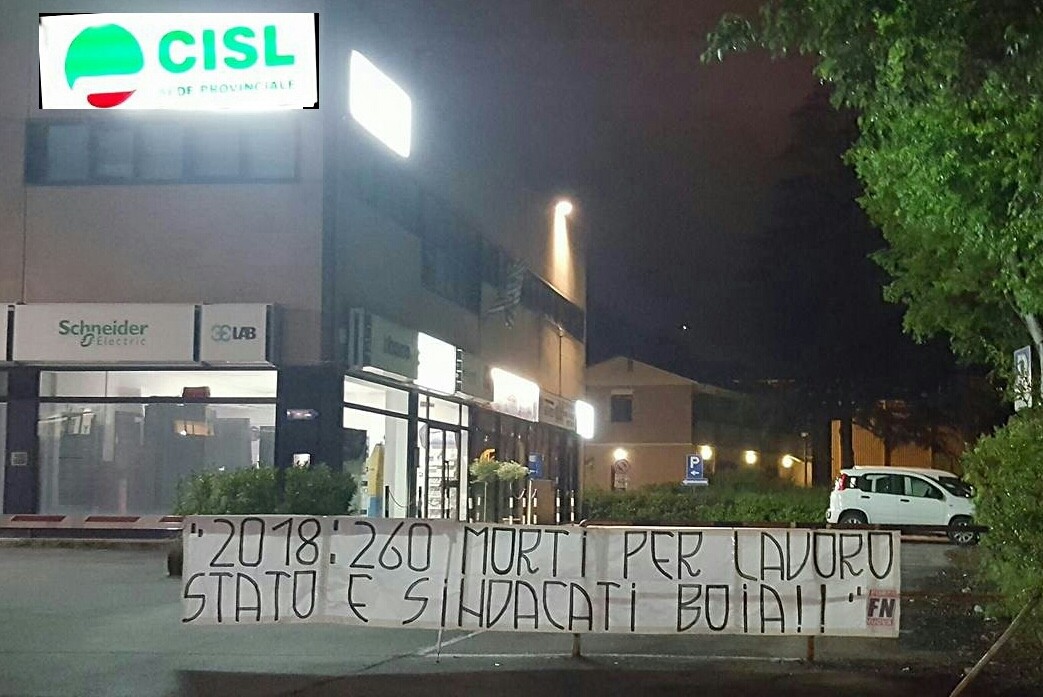 CISL
SEDE PROVINCIALE
Schneider
Electric
LAB
P
"2018: 260 MORTI PER LAVORO
STATO E SINDACATI BOIA!!"
FN